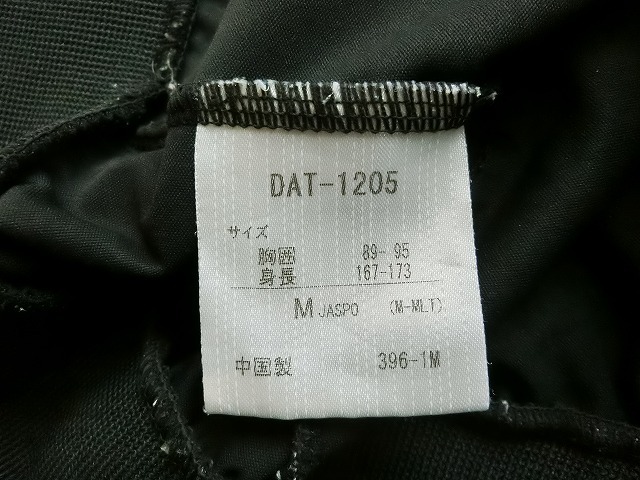 DAT-1205
サイズ
胸囲 89-95
身長 167-173
M JASPO (M-MLT)
中国製 396-1M